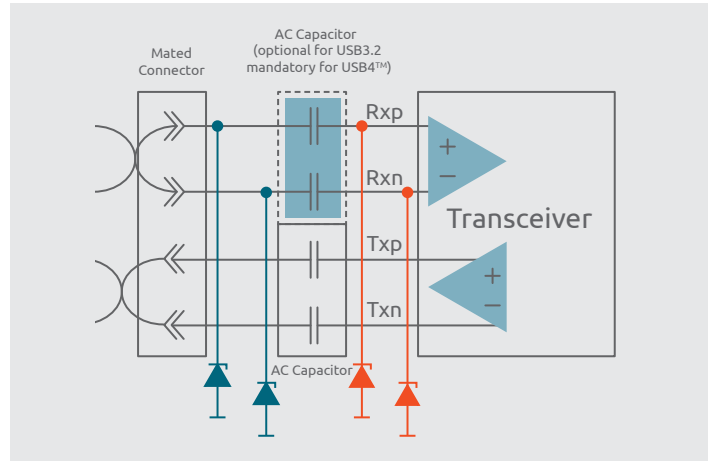 AC Capacitor
(optional for USB3.2
mandatory for USB4™)
Mated
Connector
Rxp
+
Rxn
−
Transceiver
Txp
+
Txn
−
AC Capacitor